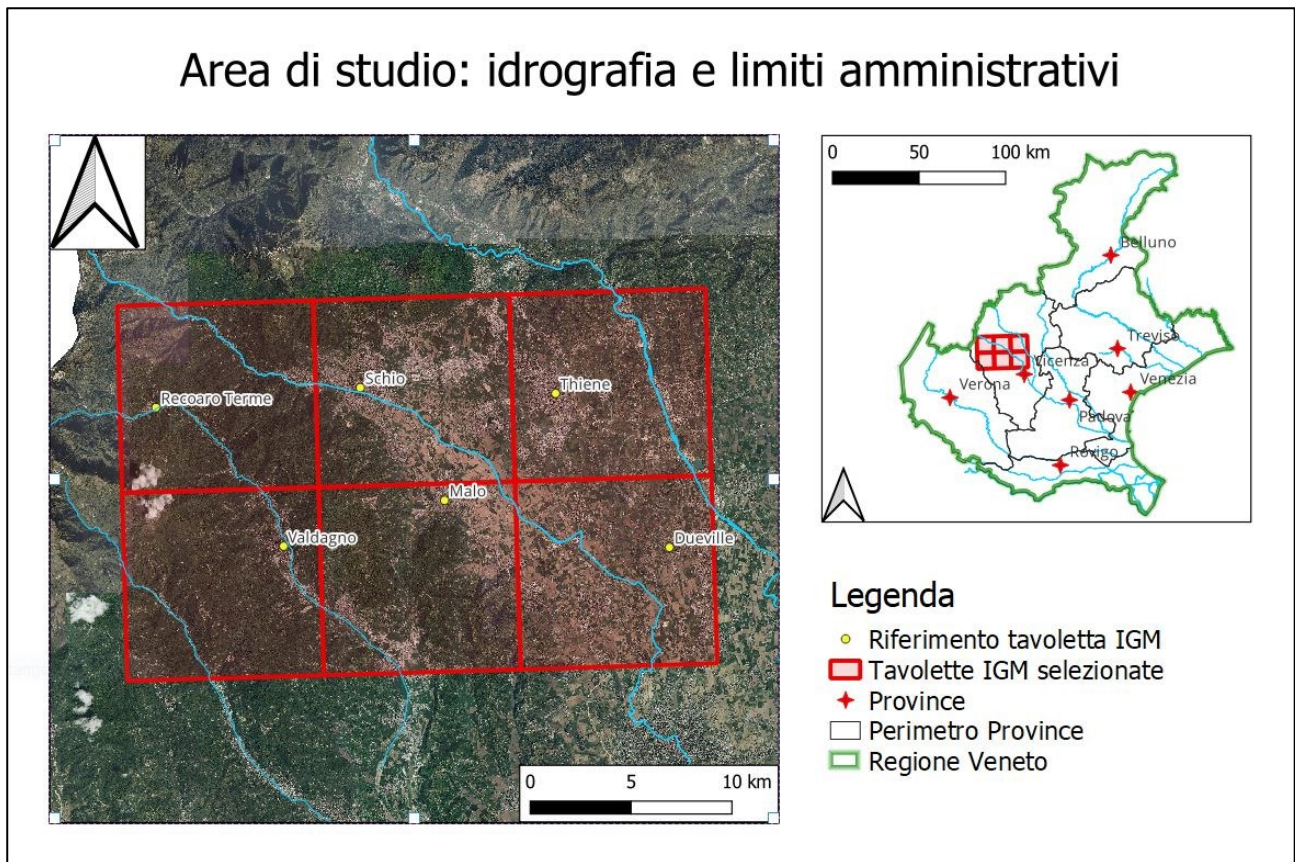 Area di studio: idrografia e limiti amministrativi
Recoaro Terme
Schio
Thiene
Malo
Valdagno
Dueville
0 5 10 km
0 50 100 km
Belluno
Treviso
Vicenza
Venezia
Verona
Padova
Rovigo
Legenda
Riferimento tavoletta IGM
Tavolette IGM selezionate
Province
Perimetro Province
Regione Veneto